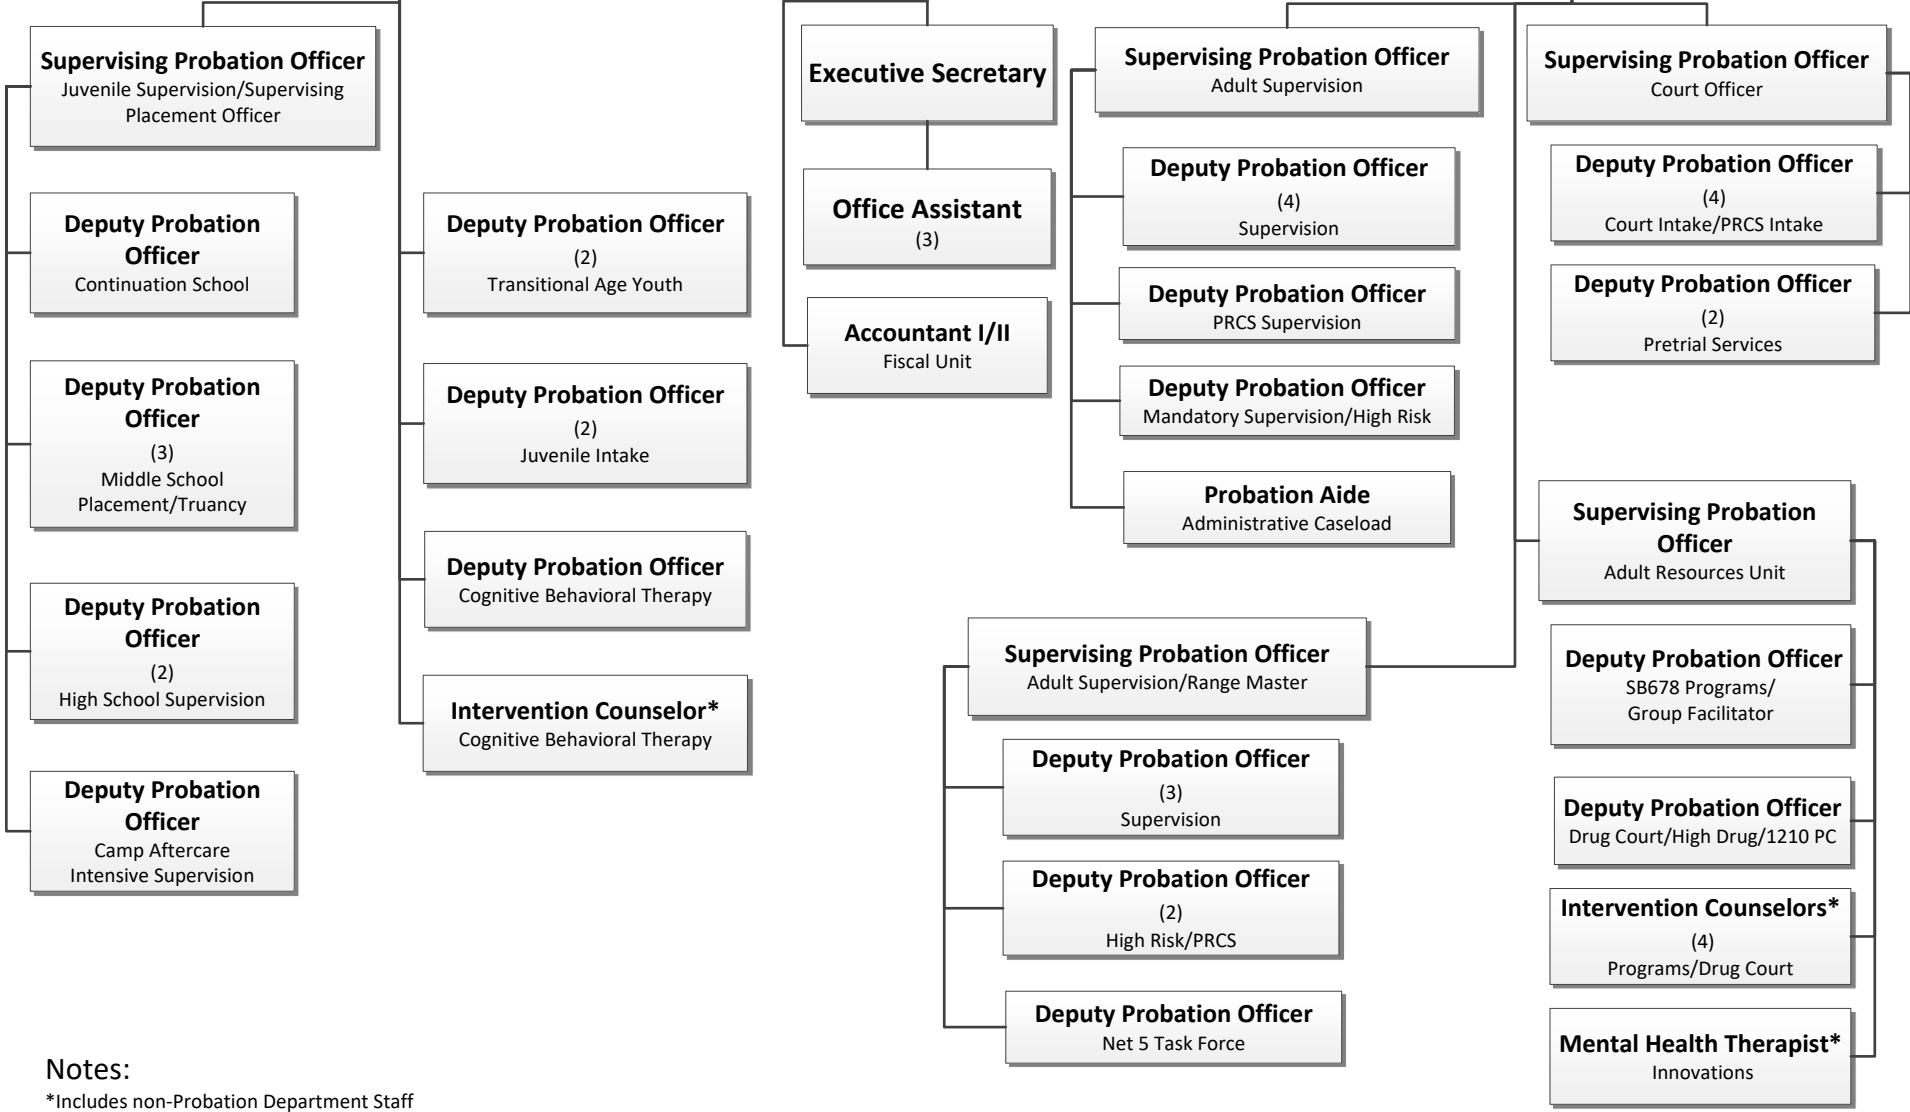 Supervising Probation Officer
Juvenile Supervision/Supervising
Placement Officer
Deputy Probation
Officer
Continuation School
Deputy Probation
Officer
(3)
Middle School
Placement/Truancy
Deputy Probation
Officer
(2)
High School Supervision
Deputy Probation
Officer
Camp Aftercare
Intensive Supervision
Deputy Probation Officer
(2)
Transitional Age Youth
Deputy Probation Officer
(2)
Juvenile Intake
Deputy Probation Officer
Cognitive Behavioral Therapy
Intervention Counselor*
Cognitive Behavioral Therapy
Executive Secretary
Office Assistant
(3)
Accountant I/II
Fiscal Unit
Supervising Probation Officer
Adult Supervision
Deputy Probation Officer
(4)
Supervision
Deputy Probation Officer
PRCS Supervision
Deputy Probation Officer
Mandatory Supervision/High Risk
Probation Aide
Administrative Caseload
Supervising Probation Officer
Court Officer
Deputy Probation Officer
(4)
Court Intake/PRCS Intake
Deputy Probation Officer
(2)
Pretrial Services
Supervising Probation Officer
Adult Supervision/Range Master
Deputy Probation Officer
(3)
Supervision
Deputy Probation Officer
(2)
High Risk/PRCS
Deputy Probation Officer
Net 5 Task Force
Supervising Probation
Officer
Adult Resources Unit
Deputy Probation Officer
SB678 Programs/
Group Facilitator
Deputy Probation Officer
Drug Court/High Drug/1210 PC
Intervention Counselors*
(4)
Programs/Drug Court
Mental Health Therapist*
Innovations
Notes:
*Includes non-Probation Department Staff